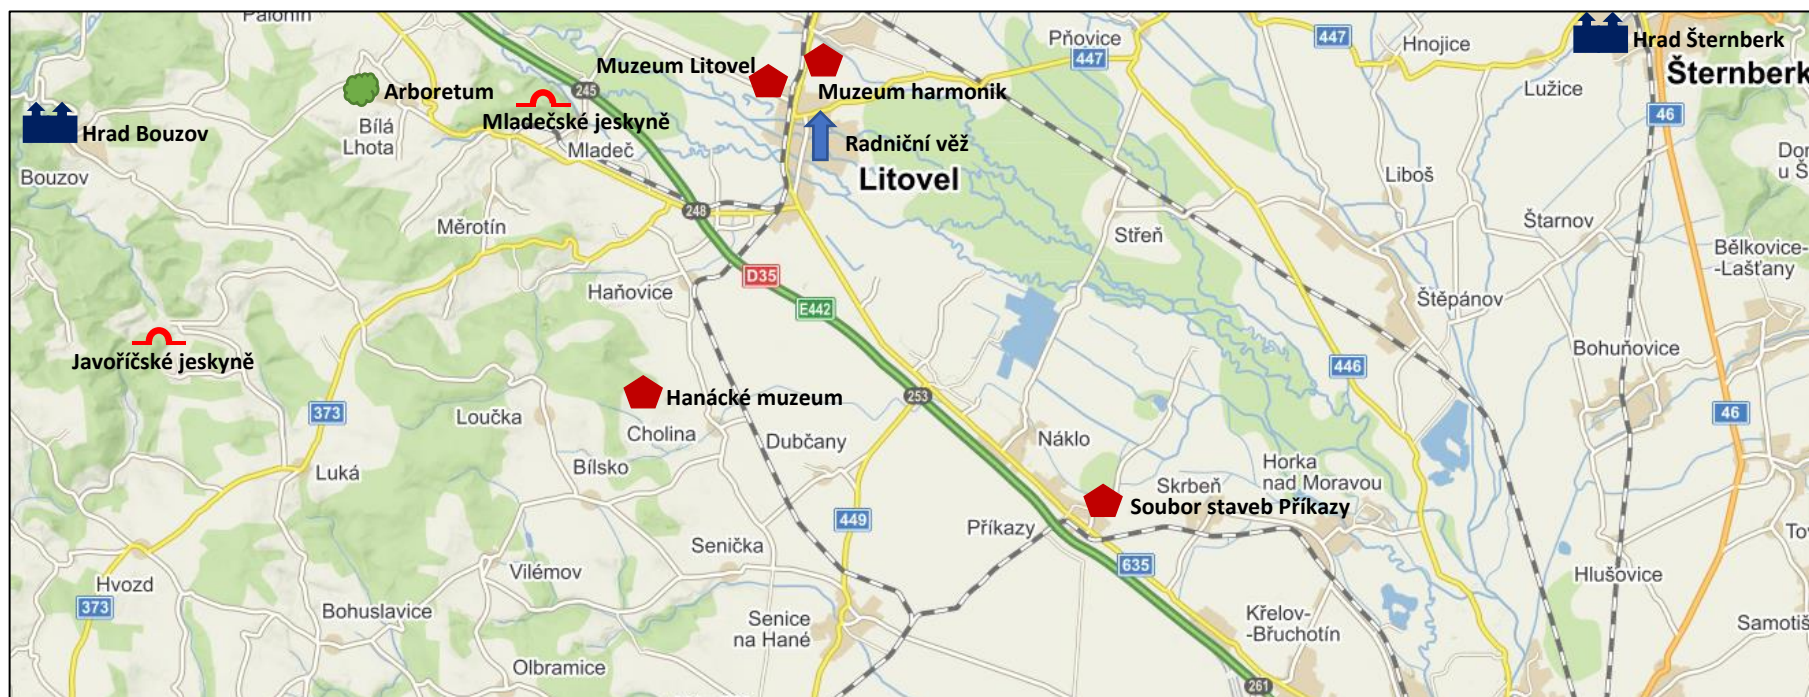 Palonín
Pňovice
447
447
Hnojice
Hrad Šternberk
Šternberk
Muzeum Litovel
Muzeum harmonik
245
Arboretum
Lužice
46
Hrad Bouzov
Bílá
Lhota
Mladečské jeskyně
Mladeč
Radniční věž
Litovel
Bouzov
Liboš
248
Měrotín
Střeň
Štarnov
Bělkovice-
-Lašťany
D35
Haňovice
E442
Štěpánov
Javoříčské jeskyně
Bohuňovice
446
Hanácké muzeum
253
373
46
Loučka
Cholina
Dubčany
Náklo
Luká
Bílsko
Horka
nad Moravou
Skrbeň
Soubor staveb Příkazy
449
Příkazy
Senička
Hvozd
Vilémov
635
Hlušovice
373
Bohuslavice
Senice
na Hané
Křelov-
-Břuchotín
Samotiš
Olbramice
261